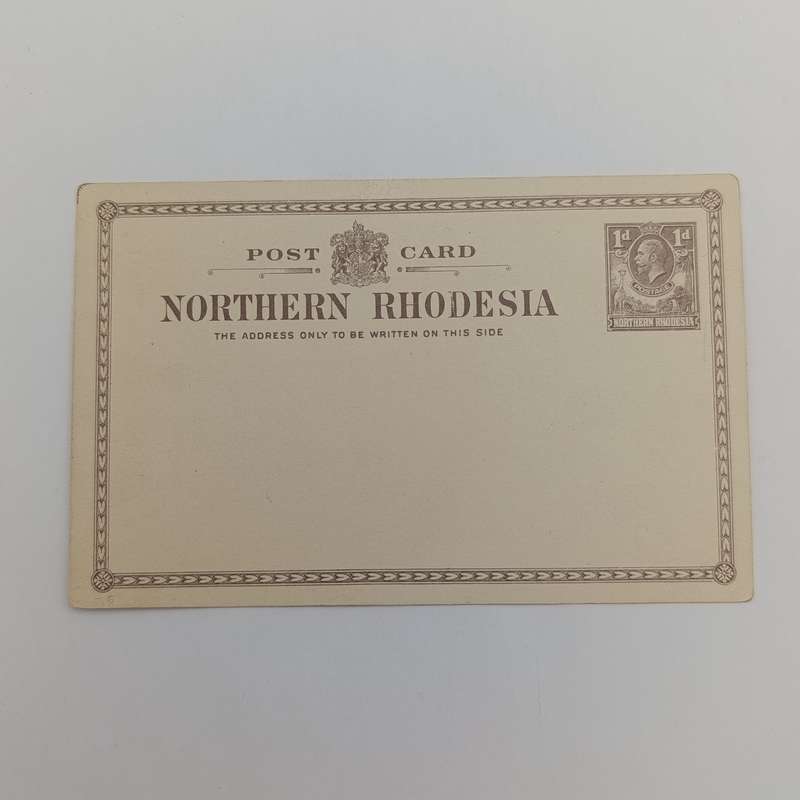 POST CARD
NORTHERN RHODESIA
THE ADDRESS ONLY TO BE WRITTEN ON THIS SIDE
1d 1d
POSTAGE
NORTHERN RHODESIA